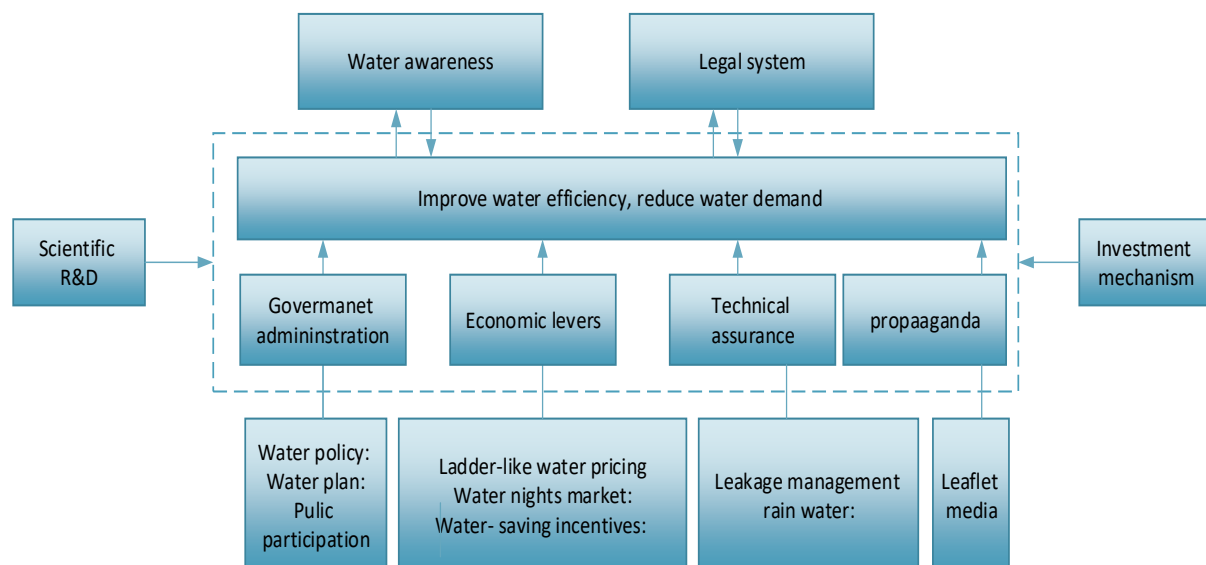 Water awareness
Legal system
Improve water efficiency, reduce water demand
Scientific
R&D
Investment
mechanism
Govermanet
admininstration
Economic levers
Technical
assurance
propaaganda
Water policy:
Water plan:
Pulic
participation
Ladder-like water pricing
Water nights market:
Water- saving incentives:
Leakage management
rain water:
Leaflet
media